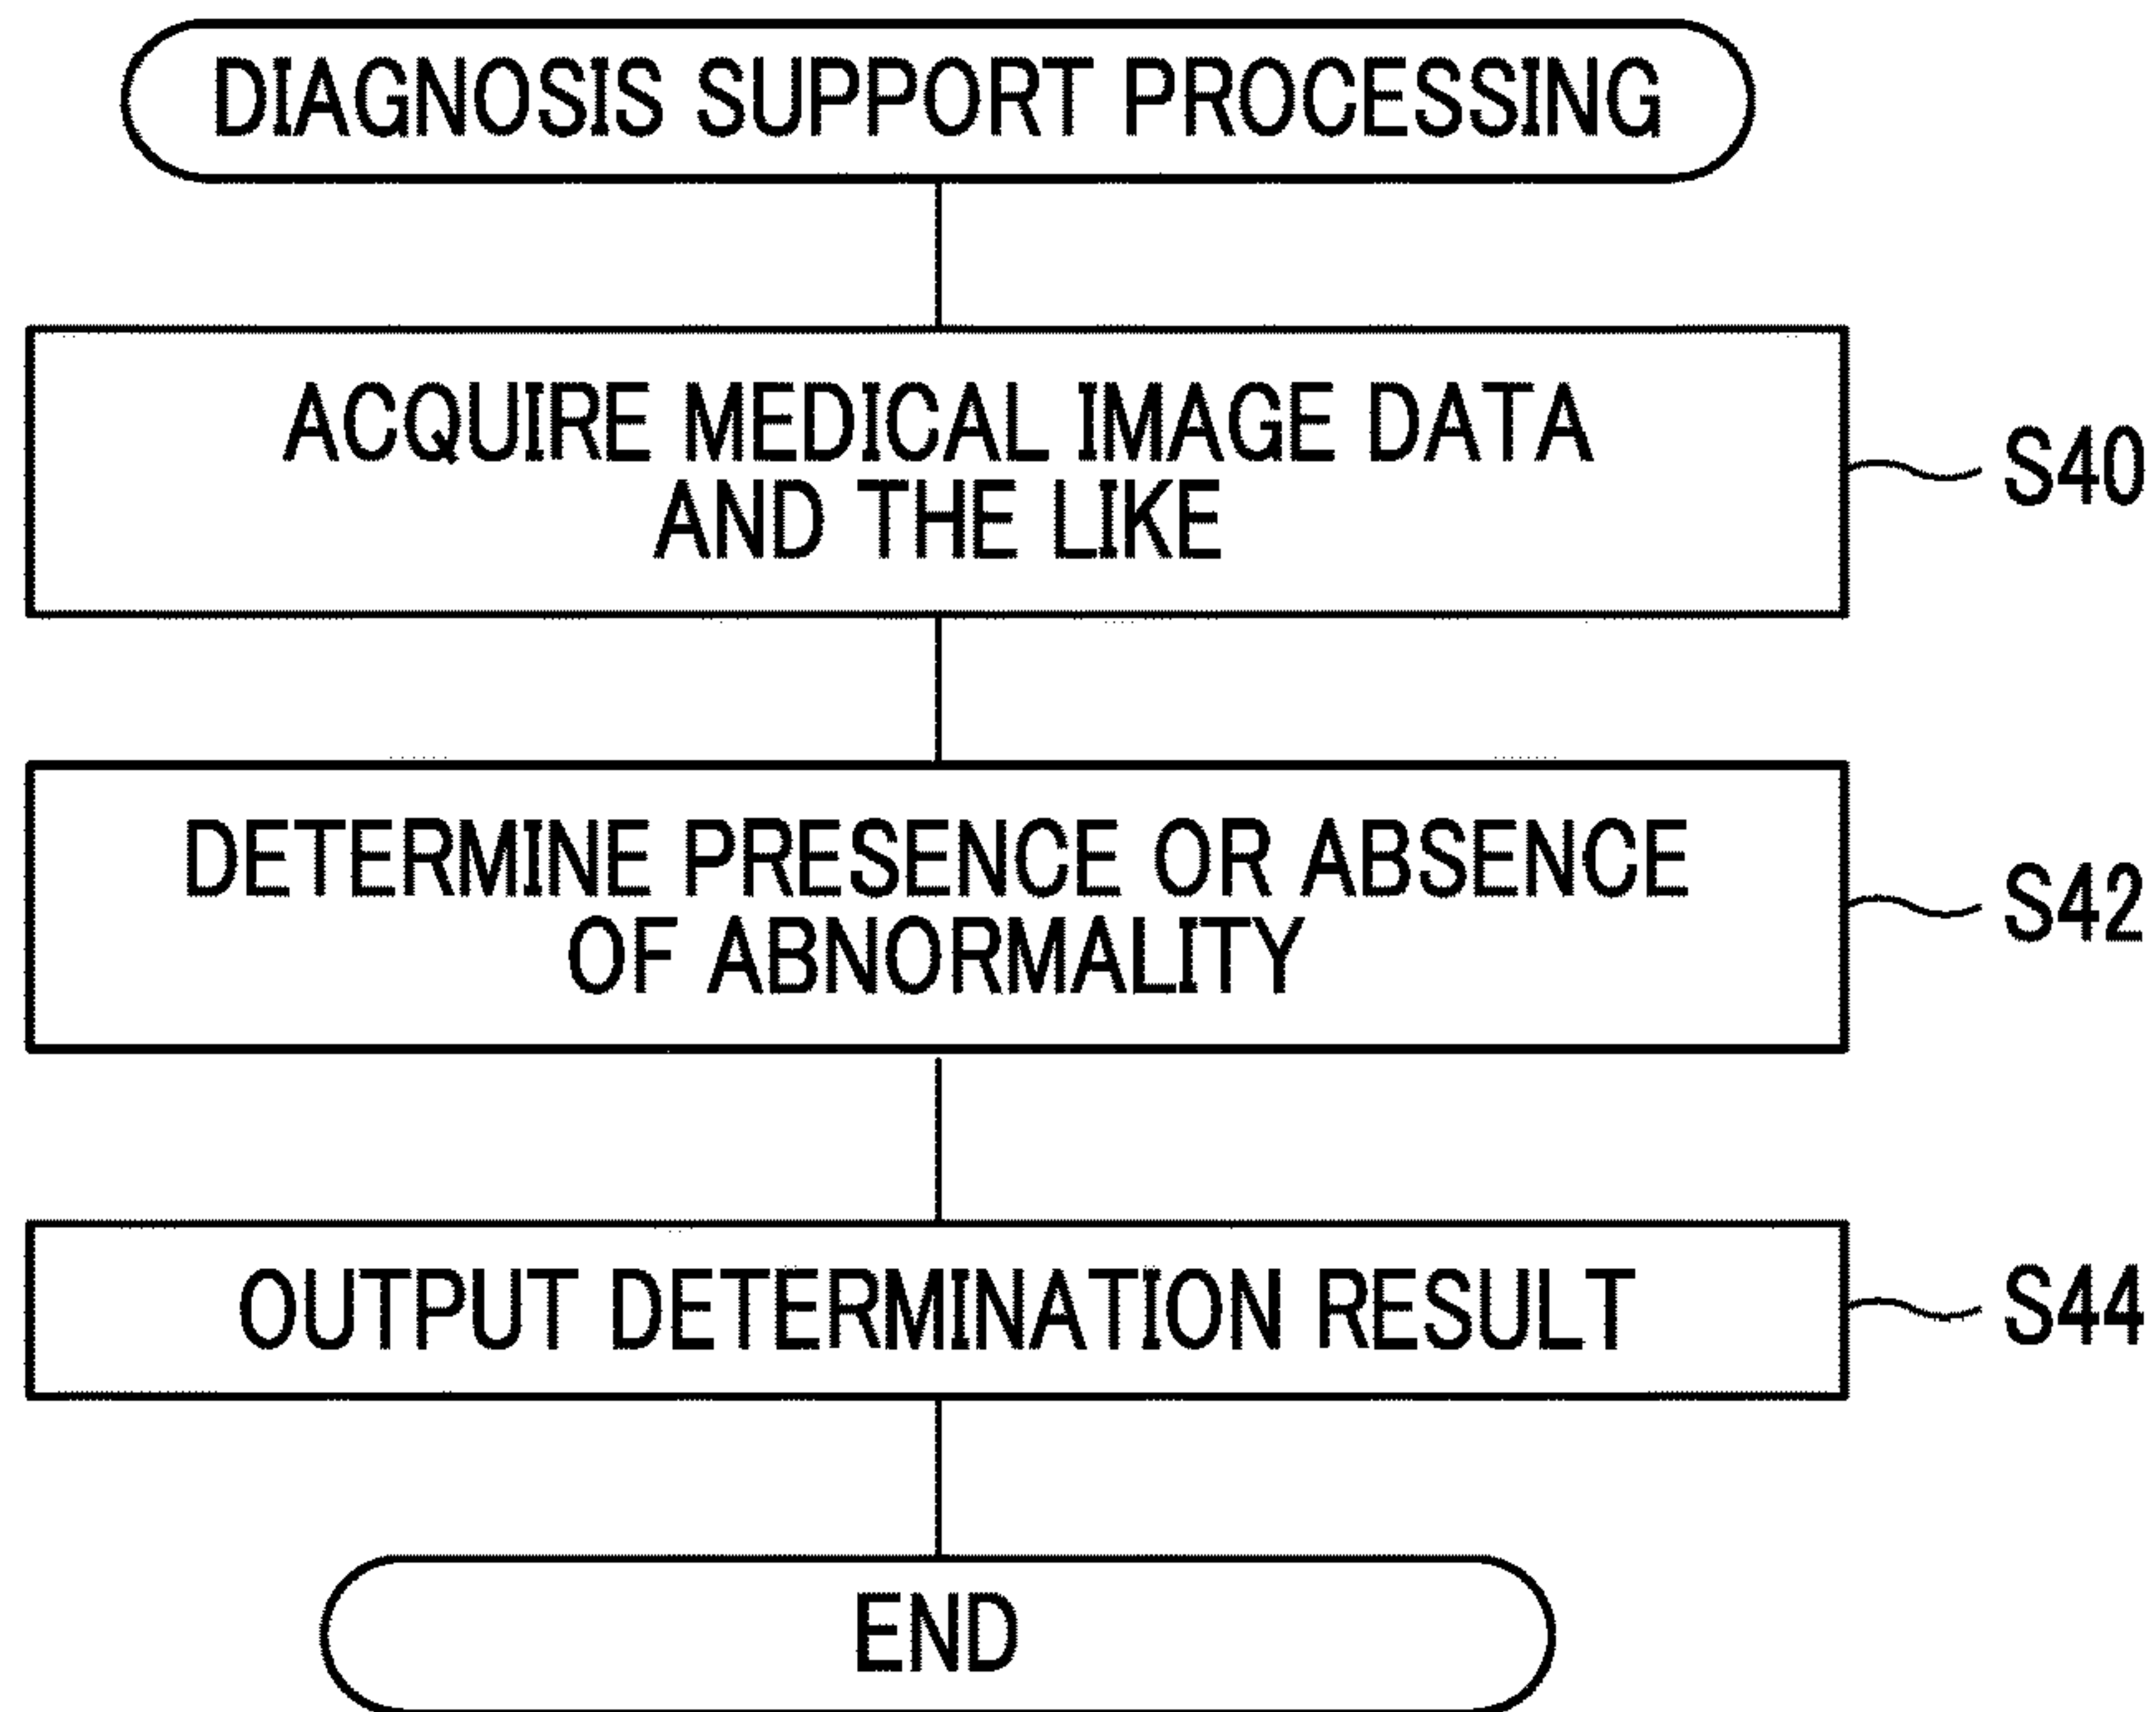 DIAGNOSIS SUPPORT PROCESSING
ACQUIRE MEDICAL IMAGE DATA
AND THE LIKE
S40
DETERMINE PRESENCE OR ABSENCE
OF ABNORMALITY
S42
OUTPUT DETERMINATION RESULT
S44
END